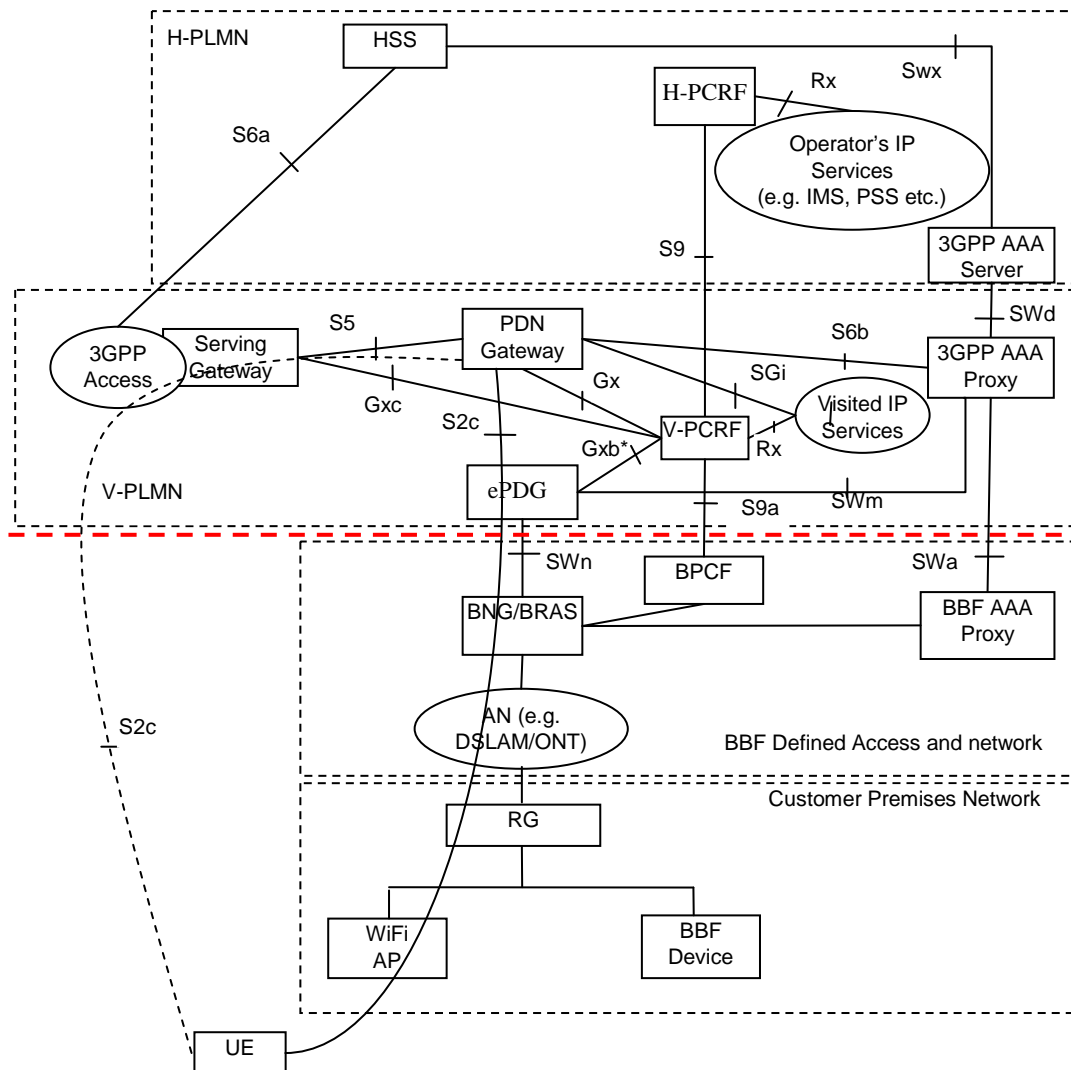 H-PLMN
HSS
Swx
Rx
H-PCRF
S6a
Operator's IP
Services
(e.g. IMS, PSS etc.)
S9
3GPP AAA
Server
SWd
S5
PDN
Gateway
S6b
3GPP
Access
Serving
Gateway
3GPP AAA
Proxy
SGi
Gx
Gxc
S2c
V-PCRF
Visited IP
Services
Rx
Gxb*
V-PLMN
ePDG
SWm
S9a
SWn
SWa
BPCF
BNG/BRAS
BBF AAA
Proxy
S2c
AN (e.g.
DSLAM/ONT)
BBF Defined Access and network
Customer Premises Network
RG
WiFi
AP
BBF
Device
UE